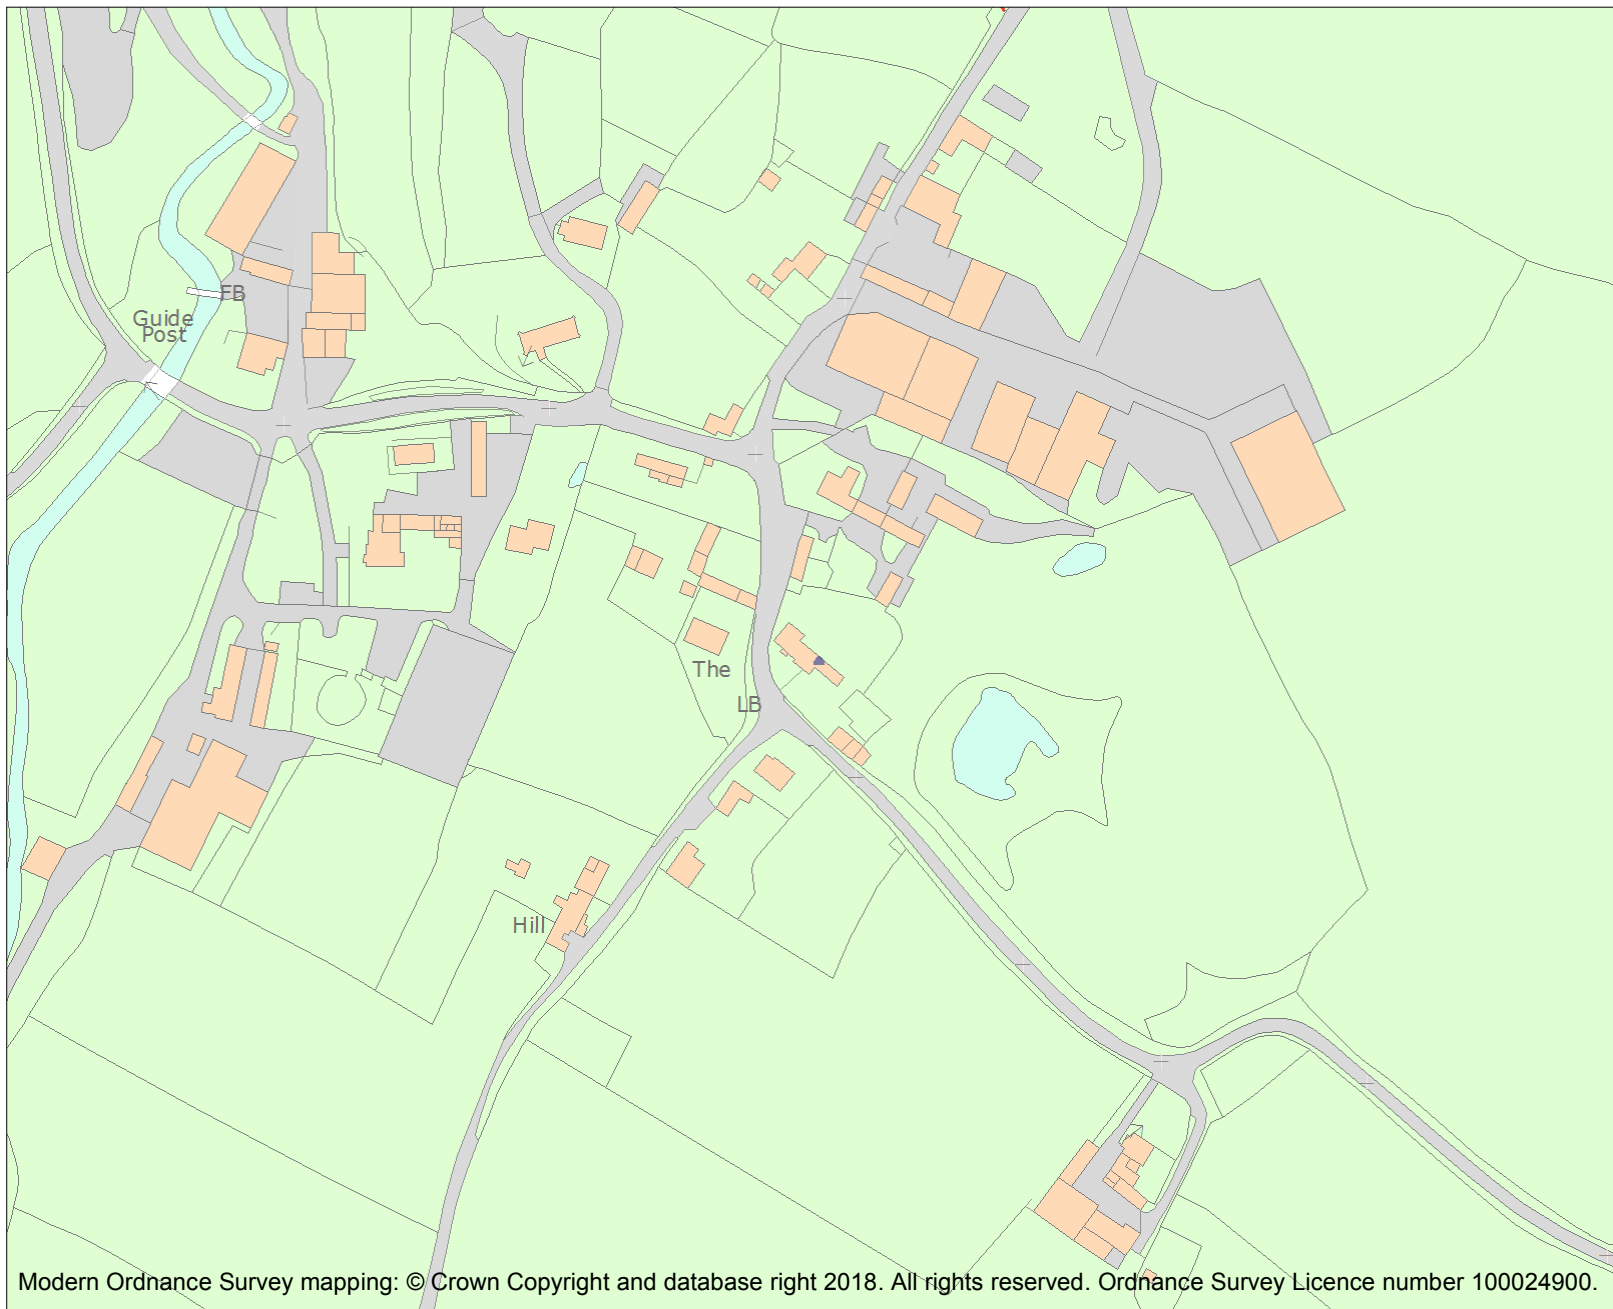 FB
Guide
Post
The
LB
Hill
Modern Ordnance Survey mapping: © Crown Copyright and database right 2018. All rights reserved. Ordnance Survey Licence number 100024900.